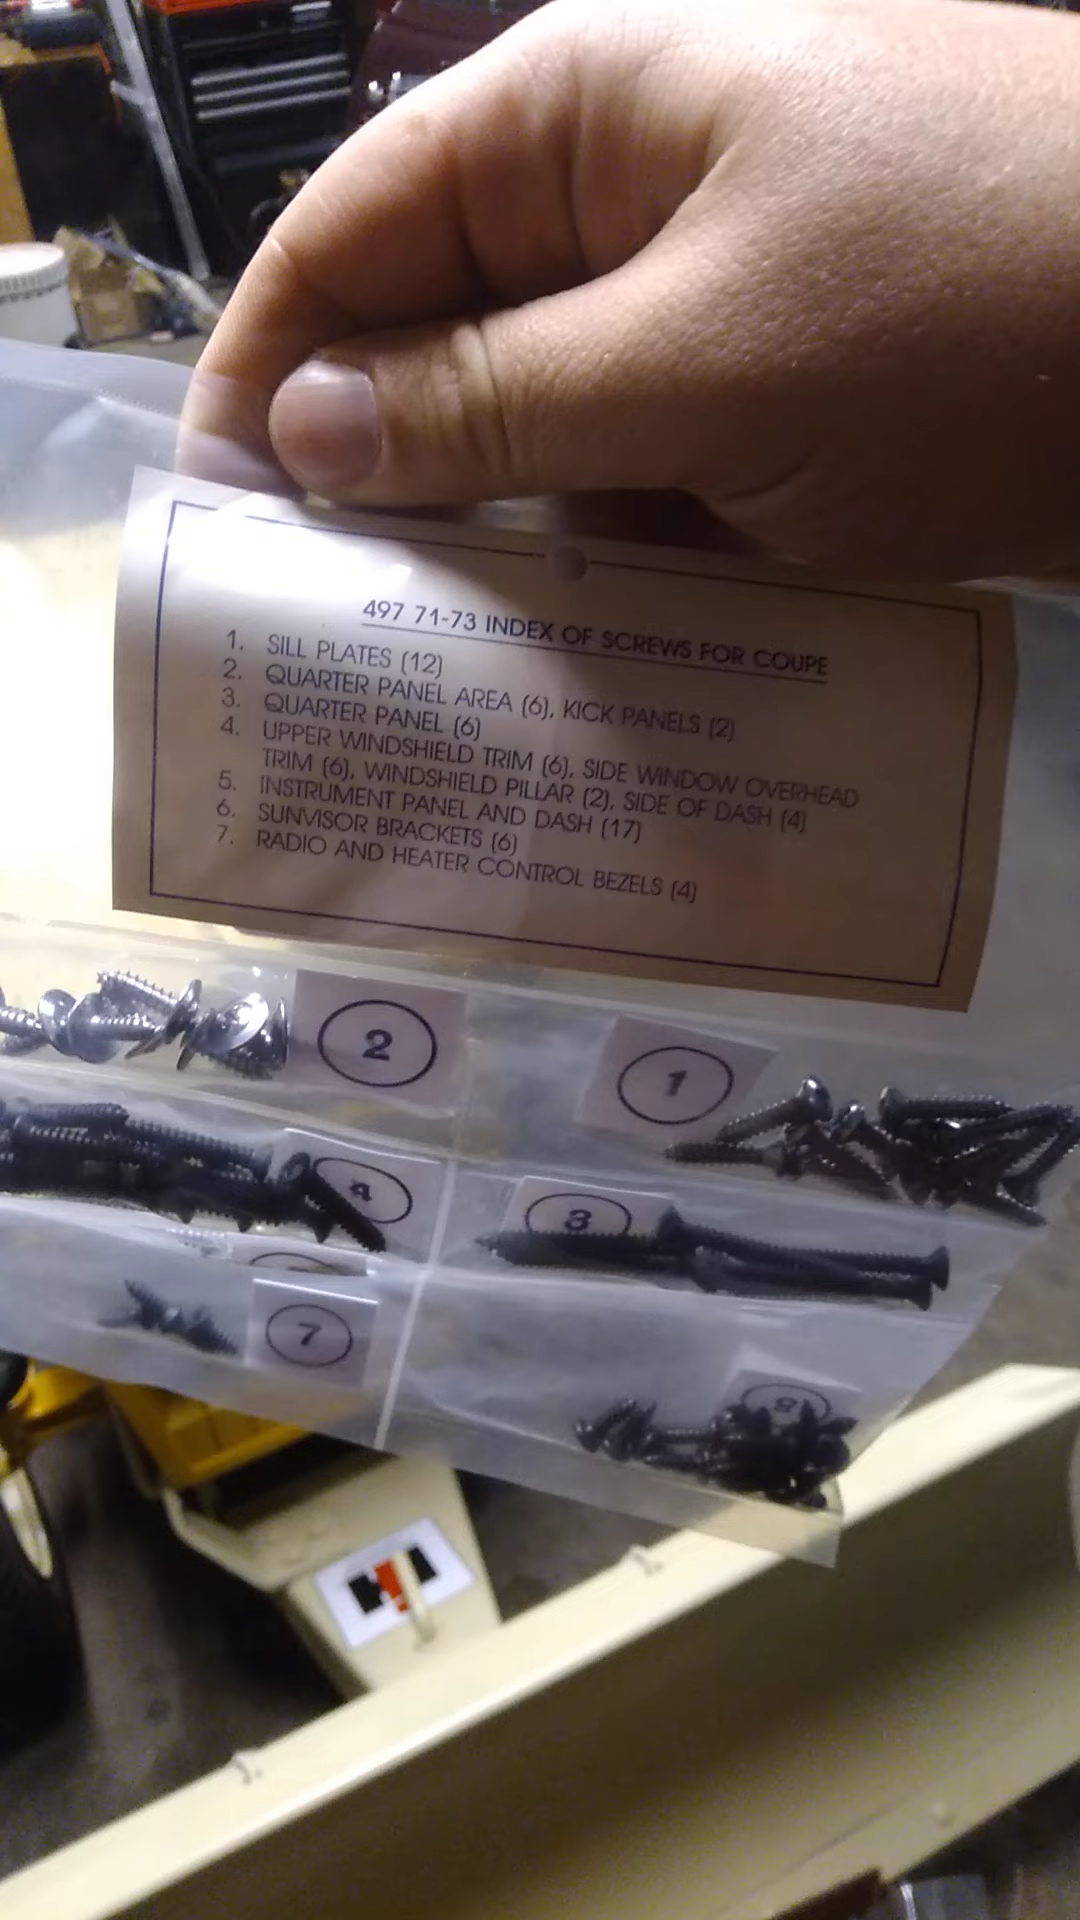 497 71-73 INDEX OF SCREWS FOR COUPE
1. SILL PLATES (12)
2. QUARTER PANEL AREA (6), KICK PANELS (2)
3. QUARTER PANEL (6)
4. UPPER WINDSHIELD TRIM (6), SIDE WINDOW OVERHEAD
TRIM (6), WINDSHIELD PILLAR (2), SIDE OF DASH (4)
5. INSTRUMENT PANEL AND DASH (17)
6. SUNVISOR BRACKETS (6)
7. RADIO AND HEATER CONTROL BEZELS (4)
2
1
4
3
7